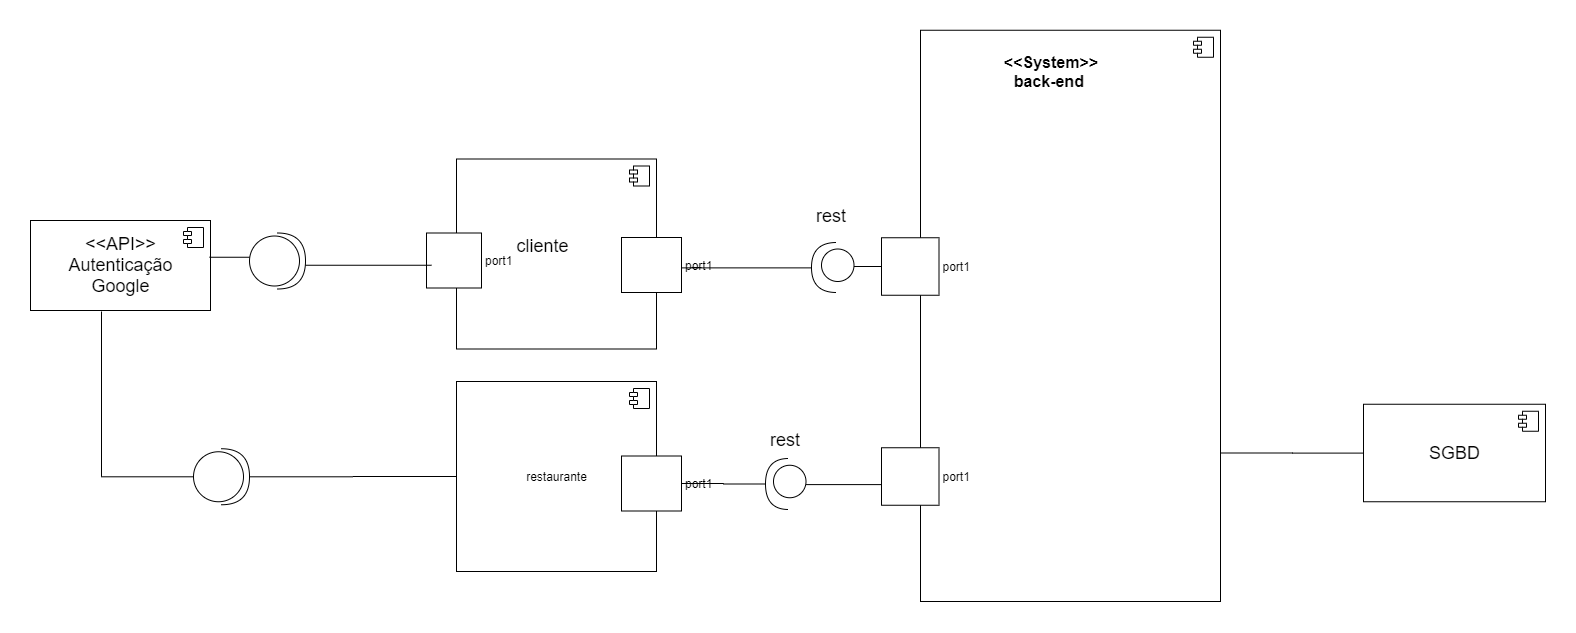 <<System>>
back-end
rest
<<API>>
Autenticação
Google
cliente
port1
port1
port1
rest
restaurante
port1
port1
SGBD